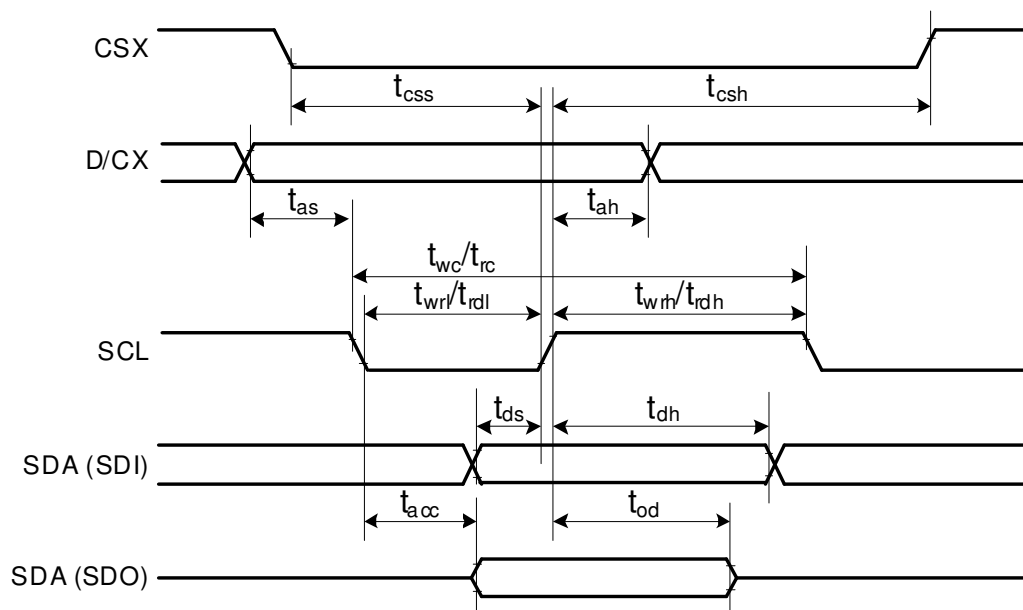 CSX
tcss
tcsh
D/CX
tas
tah
twc/trc
twrl/trdl
twrh/trdh
SCL
tds
tdh
SDA (SDI)
tacc
tod
SDA (SDO)